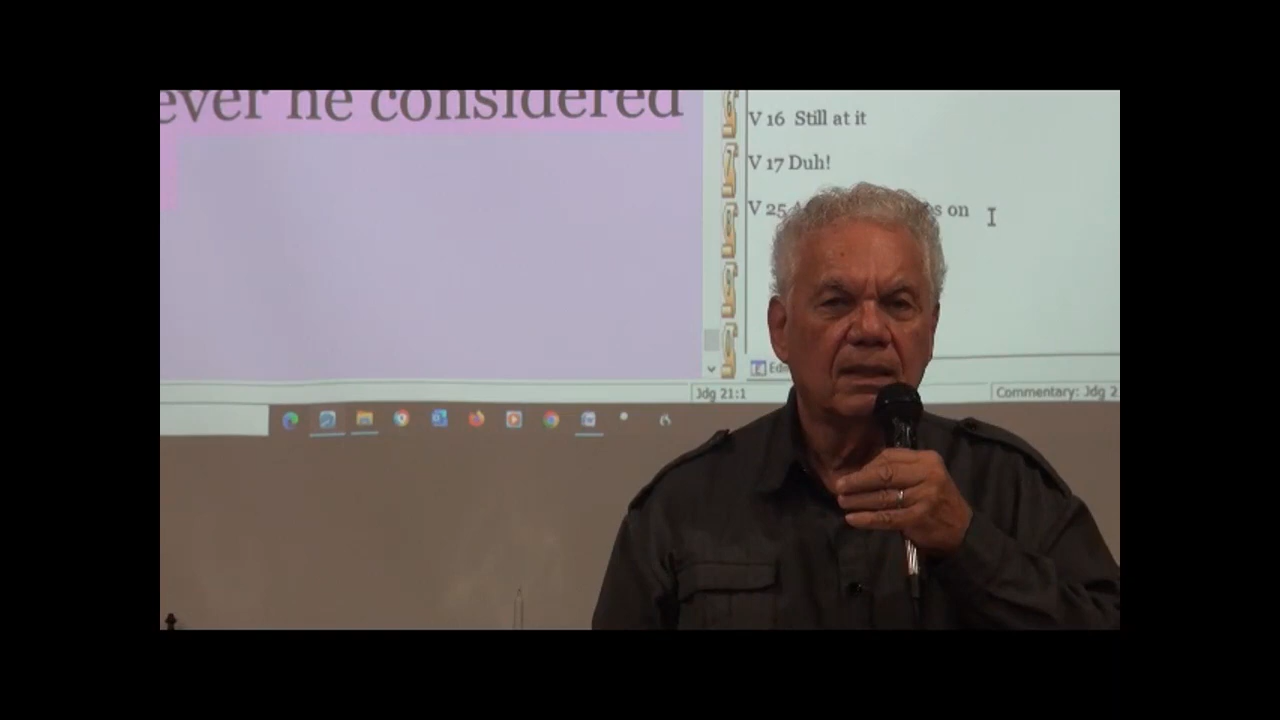 ever he considered
V 16 Still at it
V 17 Duh!
V 25 on
Jdg 21:1
Commentary: Jdg 2